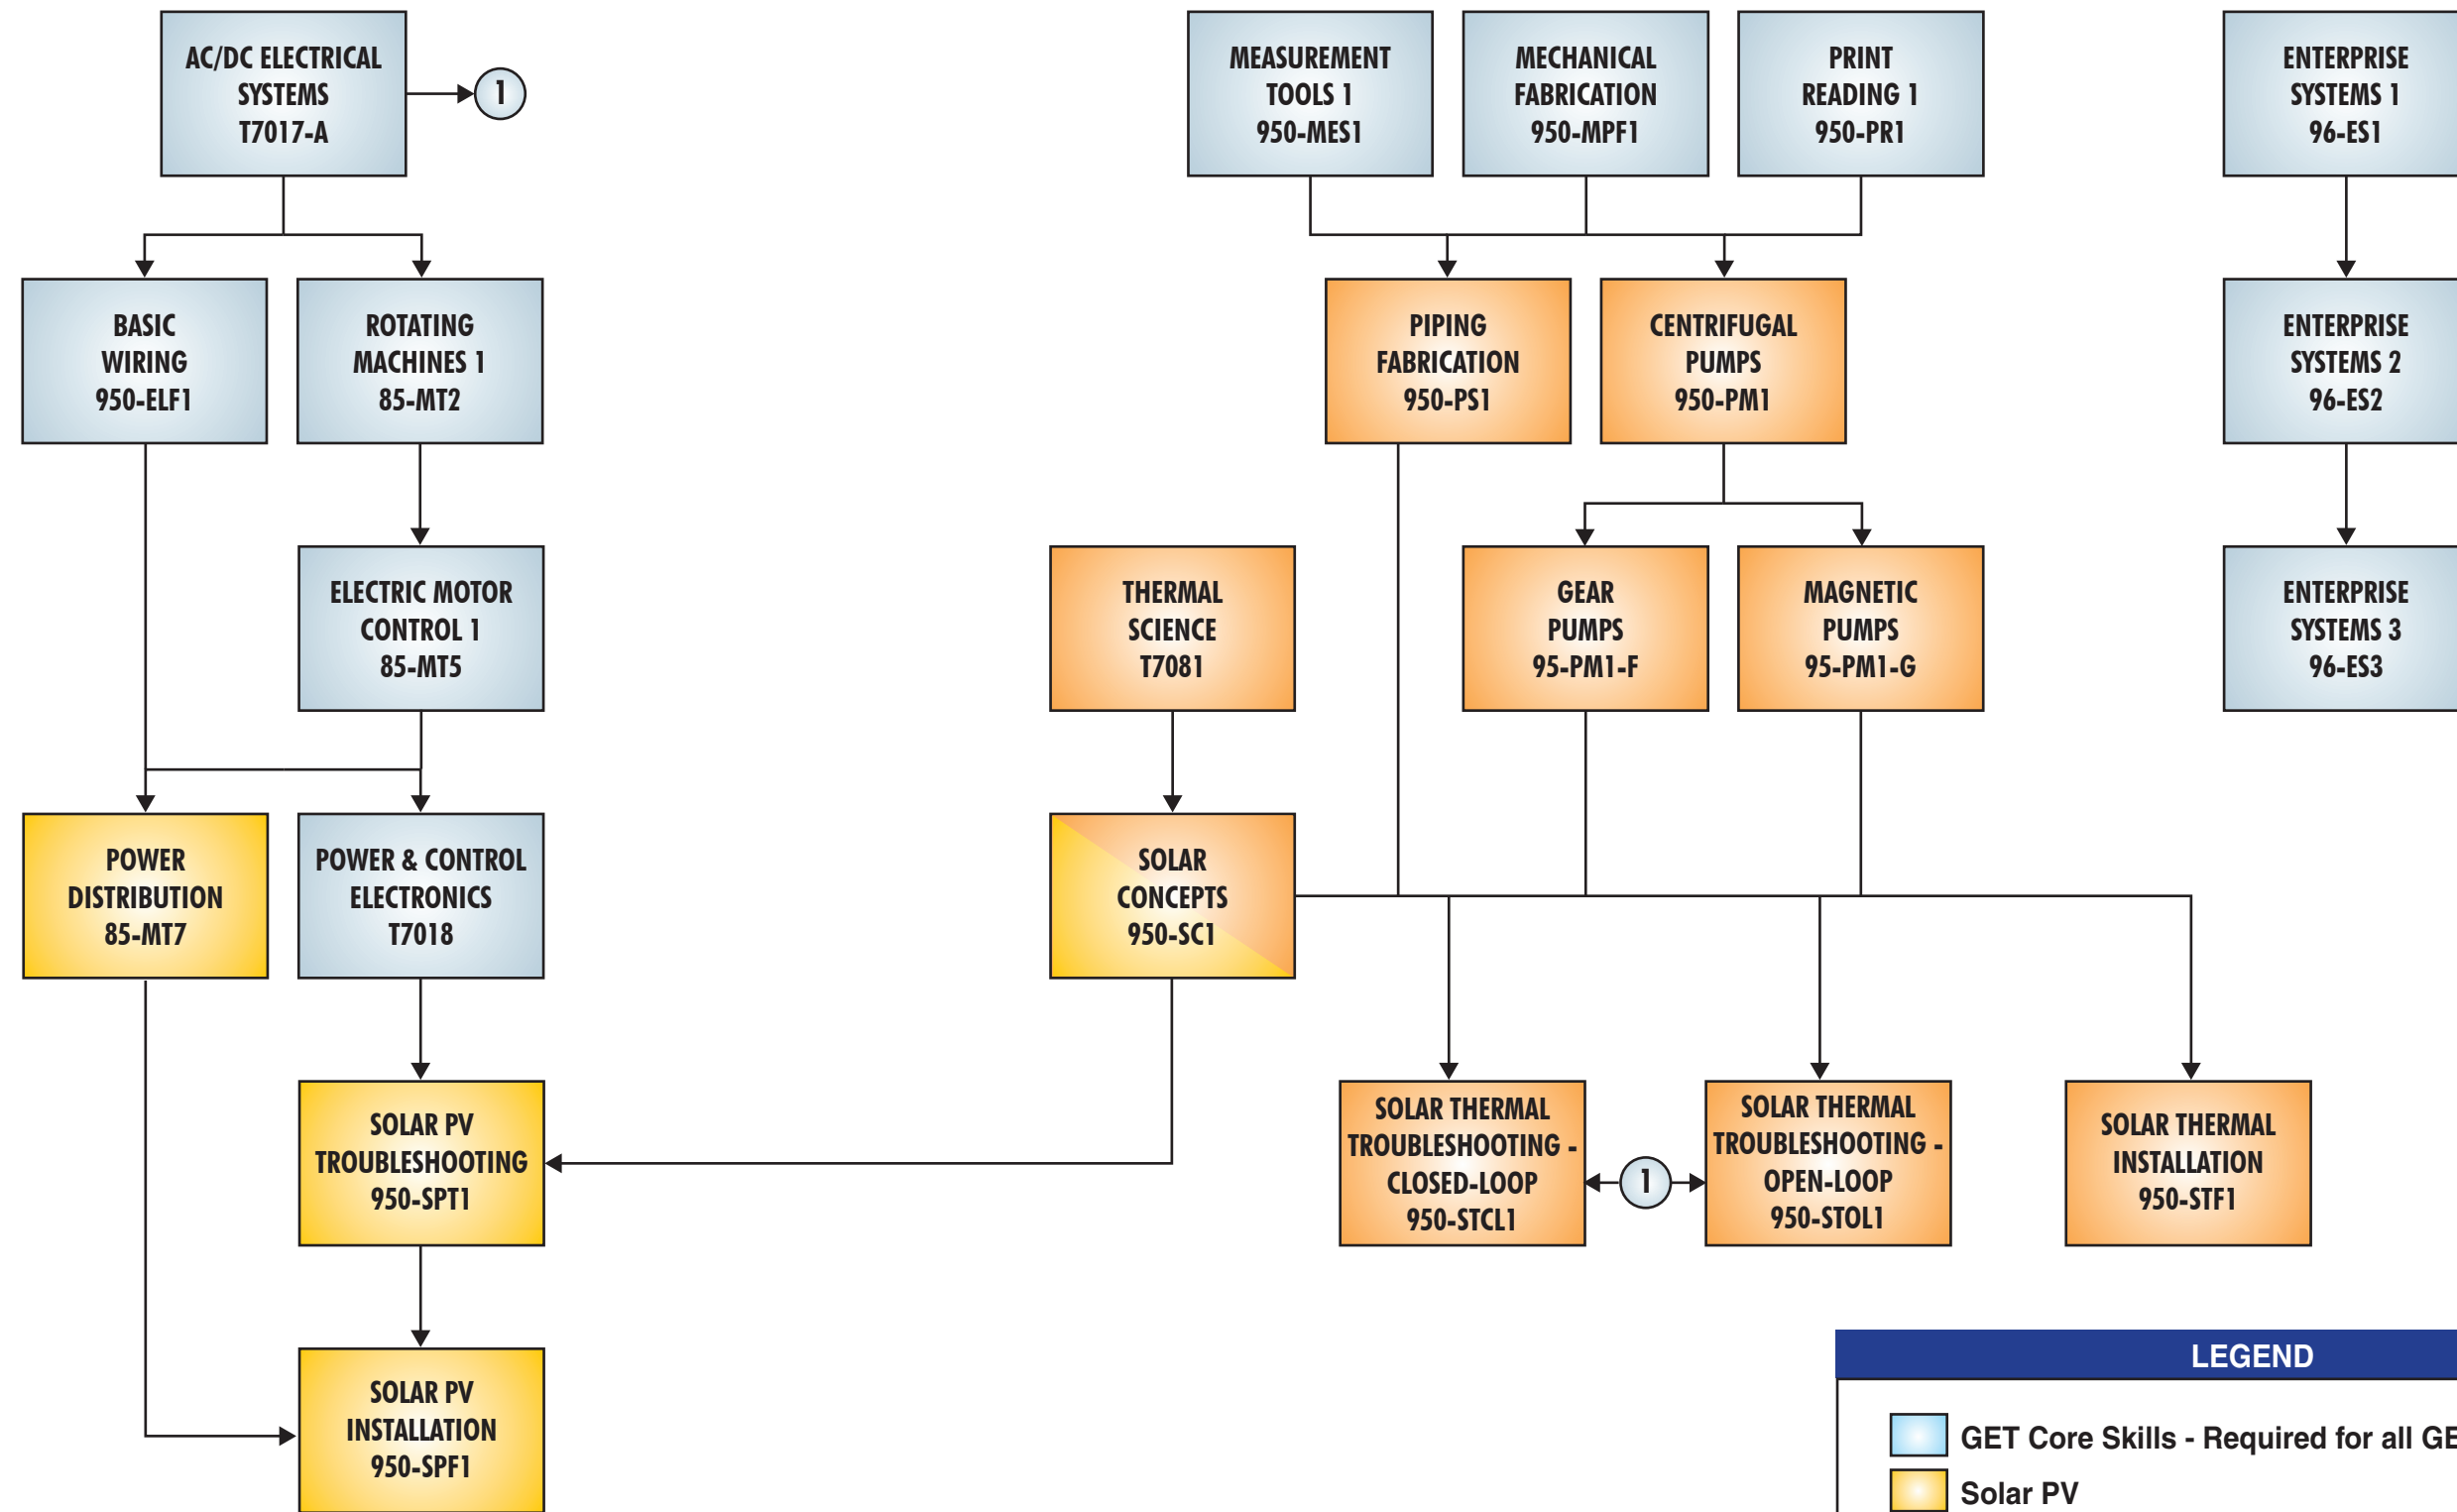 AC/DC ELECTRICAL
SYSTEMS
T7017-A
1
MEASUREMENT
TOOLS 1
950-MES1
MECHANICAL
FABRICATION
950-MPF1
PRINT
READING 1
950-PR1
ENTERPRISE
SYSTEMS 1
96-ES1
BASIC
WIRING
950-ELF1
ROTATING
MACHINES 1
85-MT2
PIPING
FABRICATION
950-PS1
CENTRIFUGAL
PUMPS
950-PM1
ENTERPRISE
SYSTEMS 2
96-ES2
ELECTRIC MOTOR
CONTROL 1
85-MT5
THERMAL
SCIENCE
T7081
GEAR
PUMPS
95-PM1-F
MAGNETIC
PUMPS
95-PM1-G
ENTERPRISE
SYSTEMS 3
96-ES3
POWER
DISTRIBUTION
85-MT7
POWER & CONTROL
ELECTRONICS
T7018
SOLAR
CONCEPTS
950-SC1
SOLAR PV
TROUBLESHOOTING
950-SPT1
SOLAR THERMAL
TROUBLESHOOTING -
CLOSED-LOOP
950-STCL1
1
SOLAR THERMAL
TROUBLESHOOTING -
OPEN-LOOP
950-STOL1
SOLAR THERMAL
INSTALLATION
950-STF1
SOLAR PV
INSTALLATION
950-SPF1
LEGEND
GET Core Skills - Required for all
Solar PV